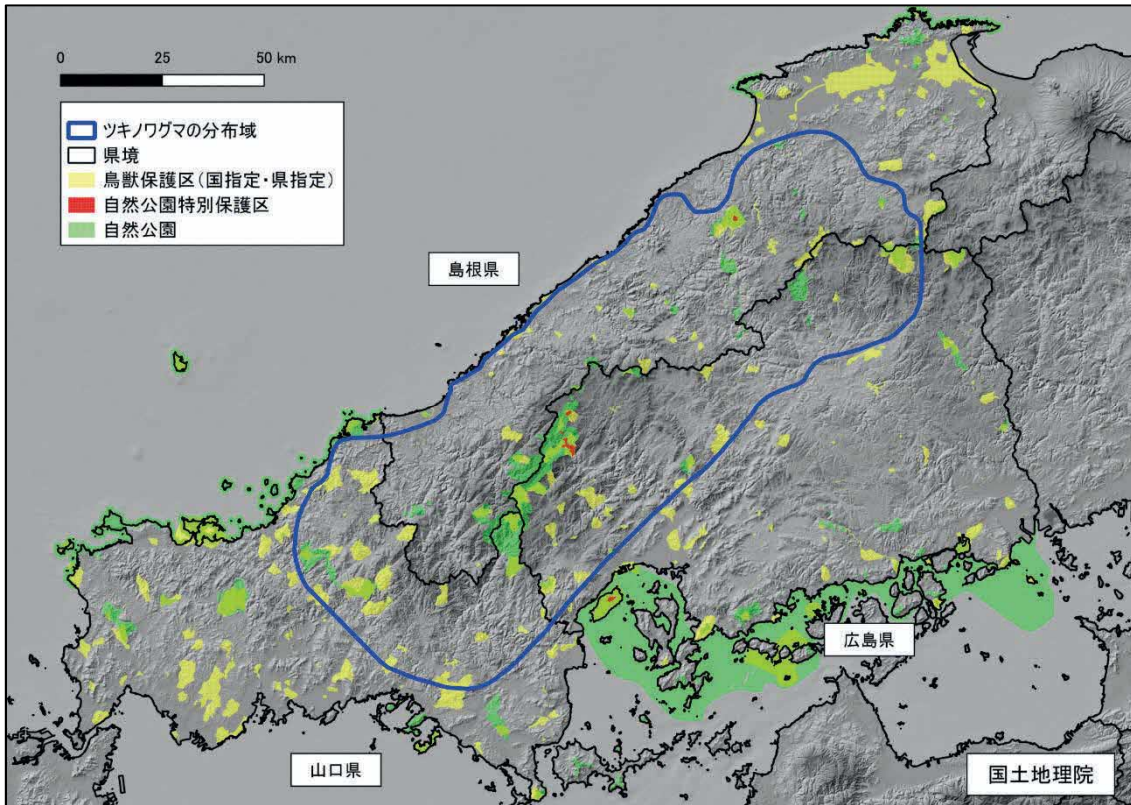 0 25 50 km
ツキノワグマの分布域
県境
鳥獣保護区(国指定・県指定)
自然公園特別保護区
自然公園
島根県
広島県
山口県
国土地理院